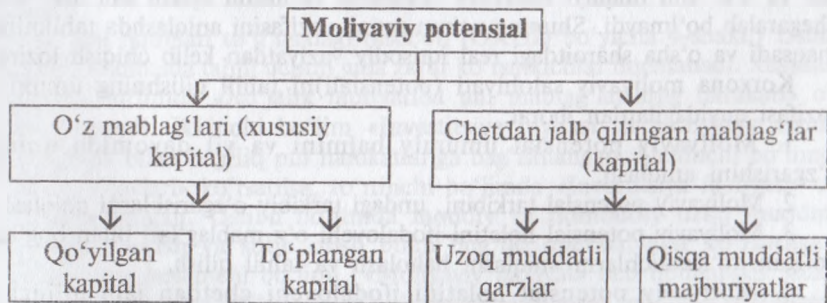 Moliyaviy potensial
O‘z mablag‘lari (xususiy
kapital)
Chetdan jalb qilingan mablag‘lar
(kapital)
Qo‘yilgan
kapital
To‘plangan
kapital
Uzoq muddatli
qarzlar
Qisqa muddatli
majburiyatlar